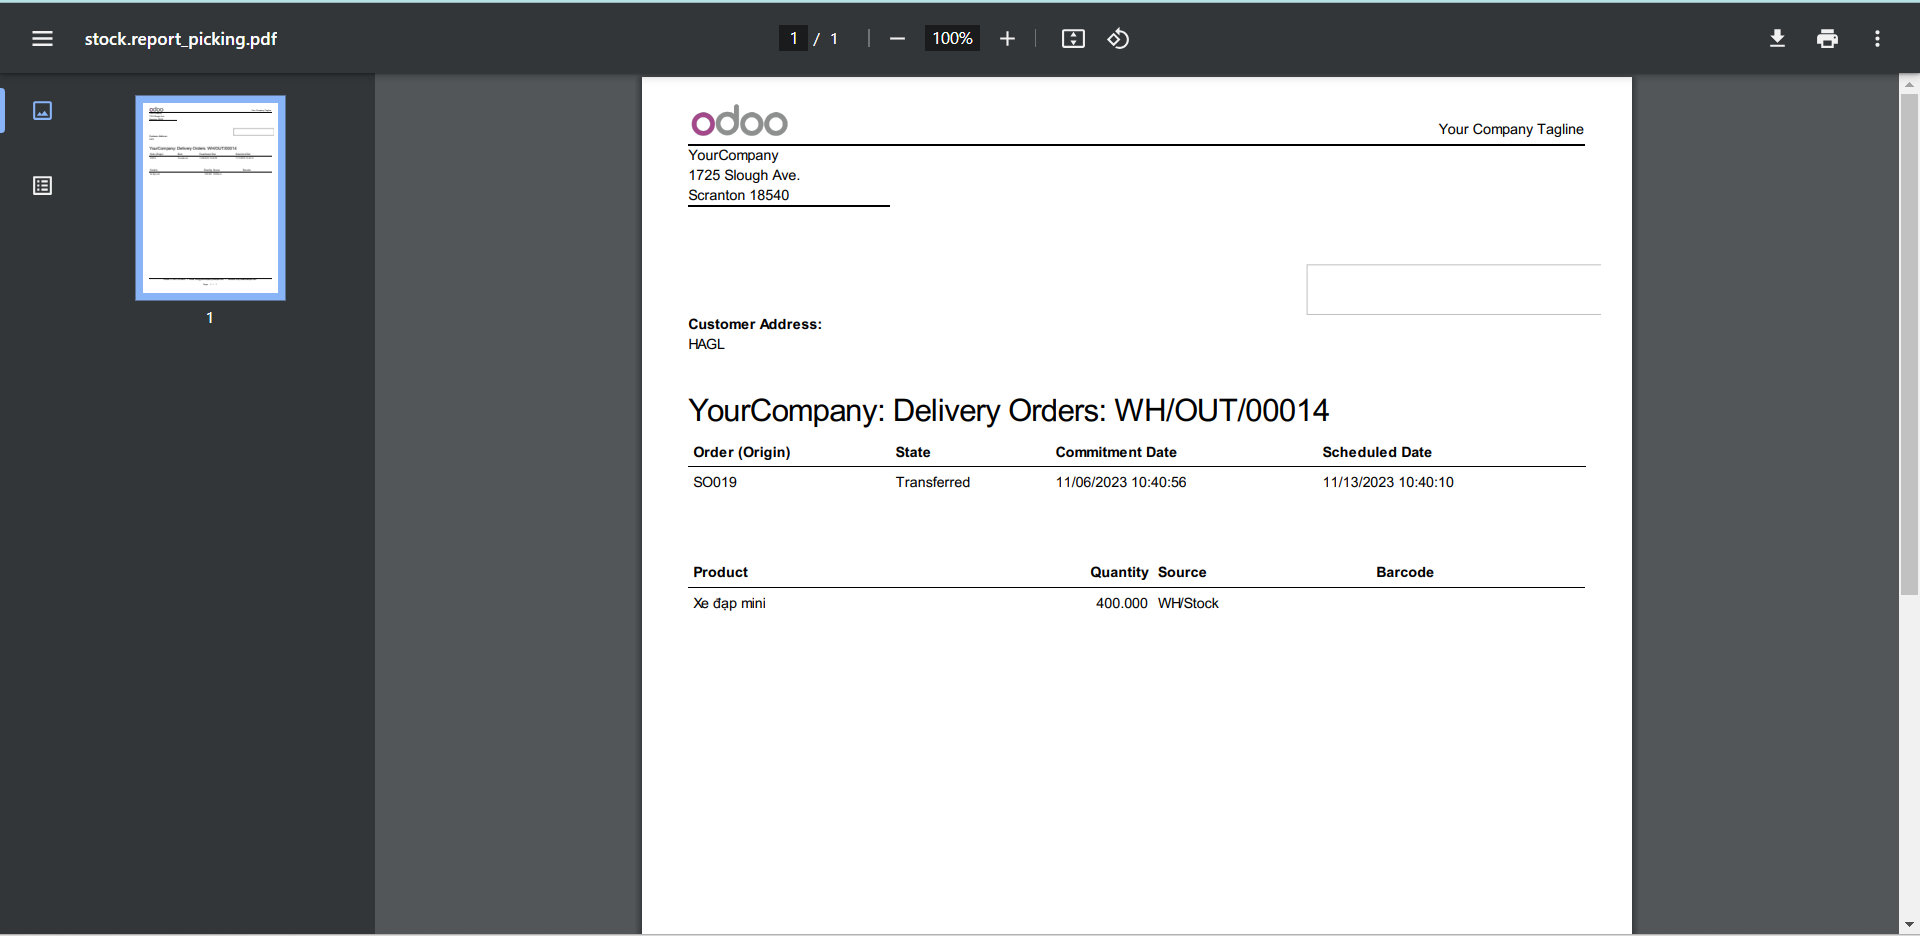 stock.report_picking.pdf
1 / 1
100%
1
odoo
Your Company Tagline
YourCompany
1725 Slough Ave.
Scranton 18540
Customer Address:
HAGL
YourCompany: Delivery Orders: WH/OUT/00014
Order (Origin) State Commitment Date Scheduled Date
SO019 Transferred 11/06/2023 10:40:56 11/13/2023 10:40:10
Product Quantity Source Barcode
Xe đạp mini 400.000 WH/Stock